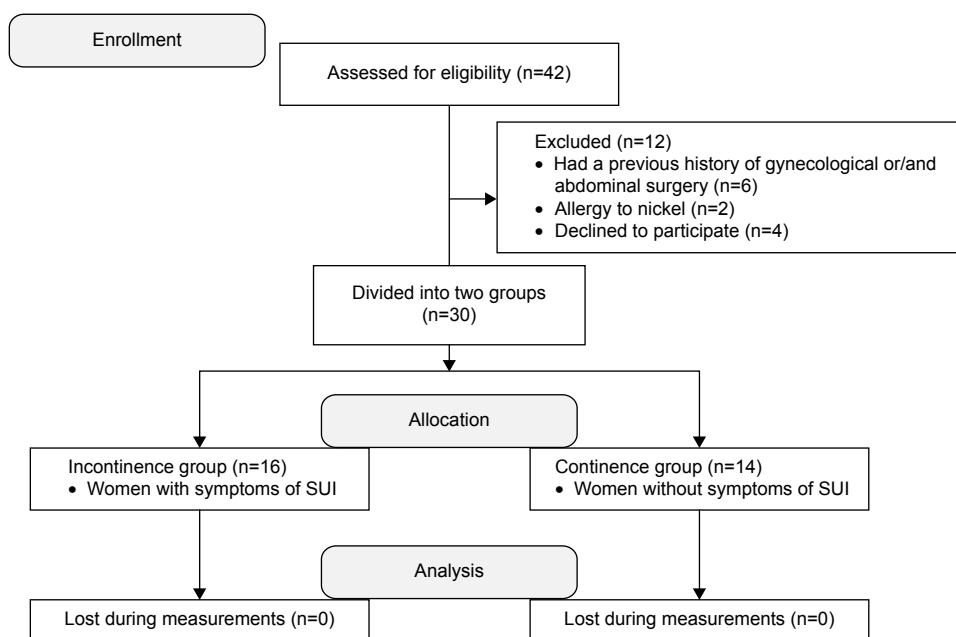 Enrollment
Assessed for eligibility (n=42)
Excluded (n=12)
• Had a previous history of gynecological or/and
abdominal surgery (n=6)
• Allergy to nickel (n=2)
• Declined to participate (n=4)
Divided into two groups
(n=30)
Allocation
Incontinence group (n=16)
• Women with symptoms of SUI
Continence group (n=14)
• Women without symptoms of SUI
Analysis
Lost during measurements (n=0)
Lost during measurements (n=0)